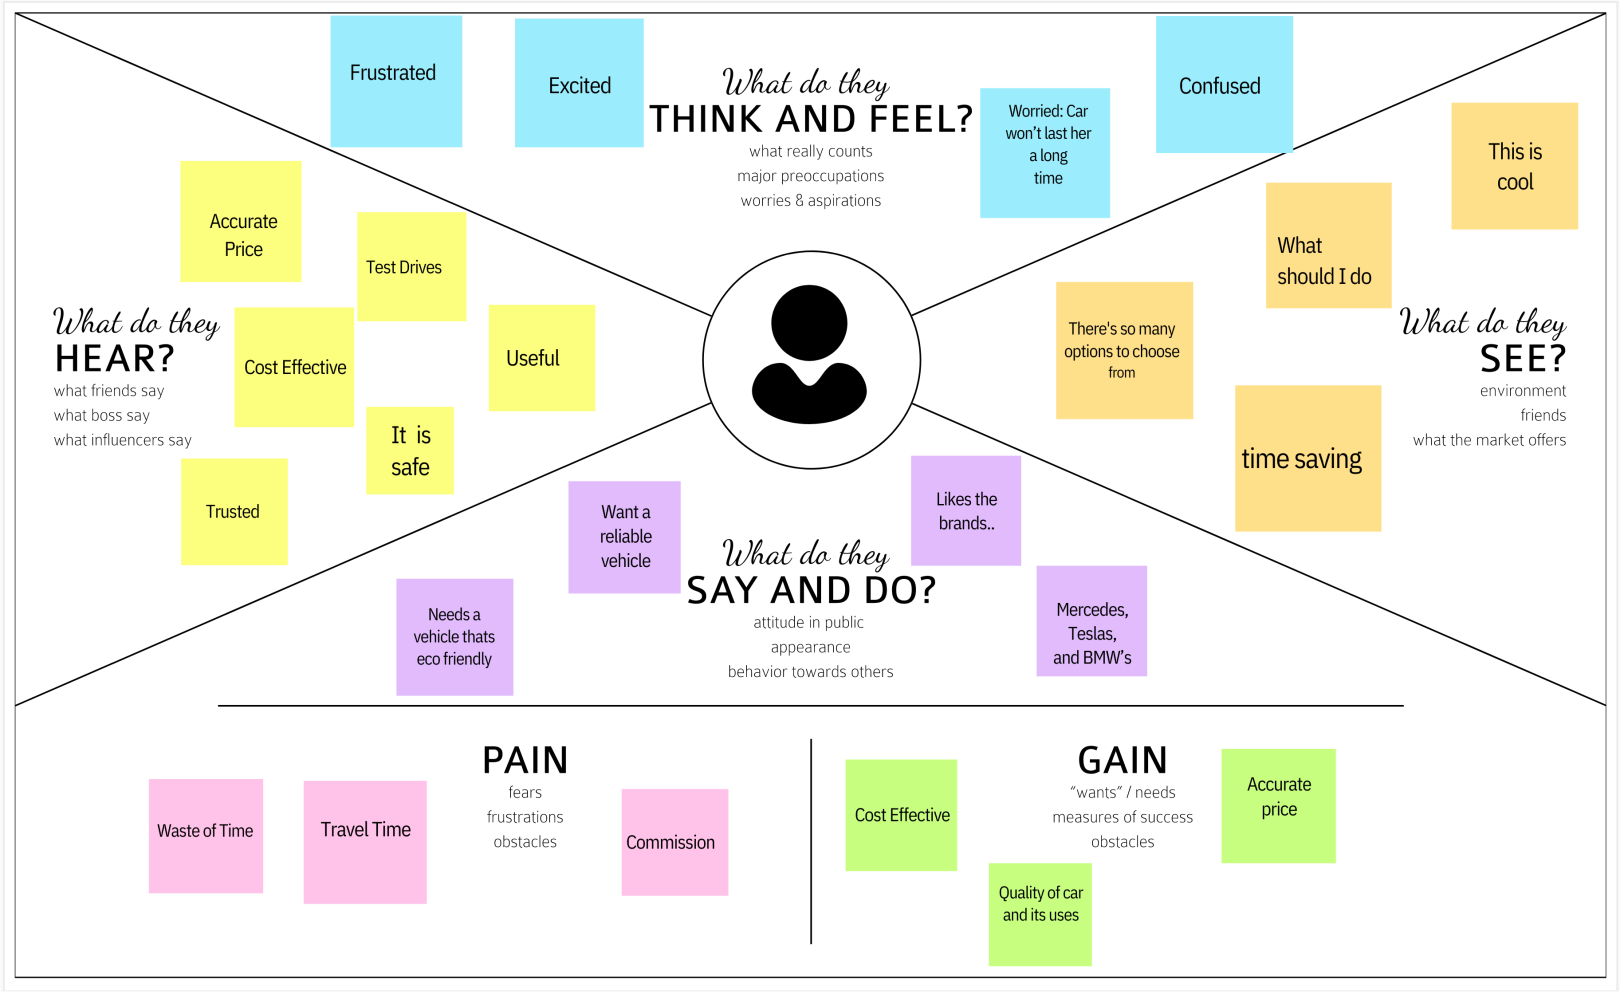 Frustrated
Excited
What do they
THINK AND FEEL?
what really counts
major preoccupations
worries & aspirations
Worried: Car
won't last her
a long
time
Confused
This is
cool
What
should I do
There's so many
options to choose
from
What do they
SEE?
environment
friends
what the market offers
time saving
Accurate
Price
Test Drives
What do they
HEAR?
what friends say
what boss say
what influencers say
Cost Effective
Useful
It is
safe
Trusted
Want a
reliable
vehicle
Likes the
brands..
What do they
SAY AND DO?
attitude in public
appearance
behavior towards others
Needs a
vehicle thats
eco friendly
Mercedes,
Teslas,
and BMW's
PAIN
fears
frustrations
obstacles
Waste of Time
Travel Time
Commission
GAIN
"wants" / needs
measures of success
obstacles
Cost Effective
Accurate
price
Quality of car
and its uses